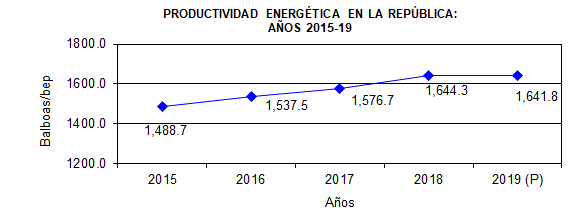 PRODUCTIVIDAD ENERGÉTICA EN LA REPÚBLICA:
AÑOS 2015-19
1800.0
1600.0
1400.0
1200.0
Balboas/bep
1,488.7
1,537.5
1,576.7
1,644.3
1,641.8
2015
2016
2017
2018
2019 (P)
Años